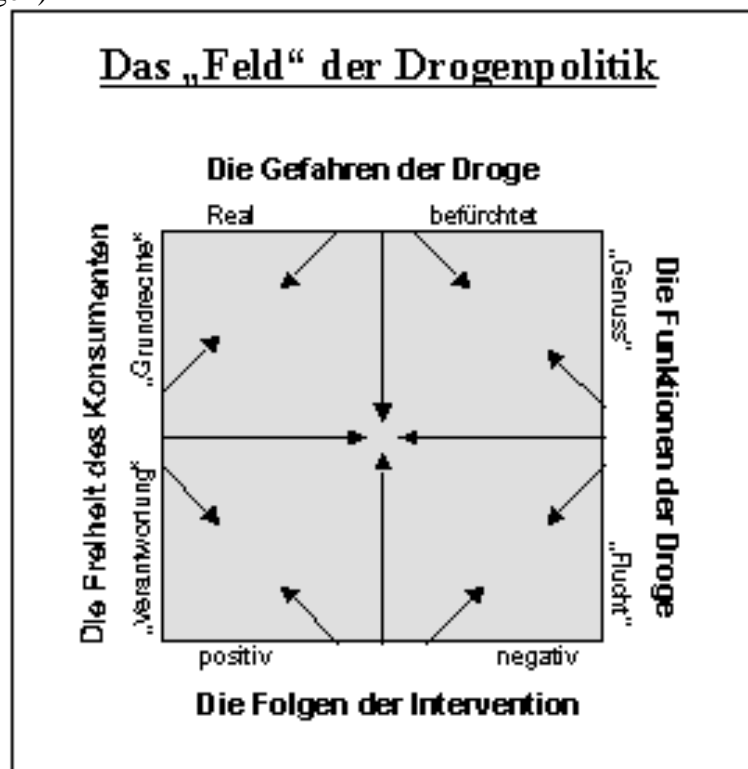 Das „Feld“ der Drogenpolitik
Die Gefahren der Droge
Real
befürchtet
Die Freiheit des Konsumenten
„Grundrechte“
„Verantwortung“
„Genuss“
„Flucht“
Die Funktionen der Droge
positiv
negativ
Die Folgen der Intervention